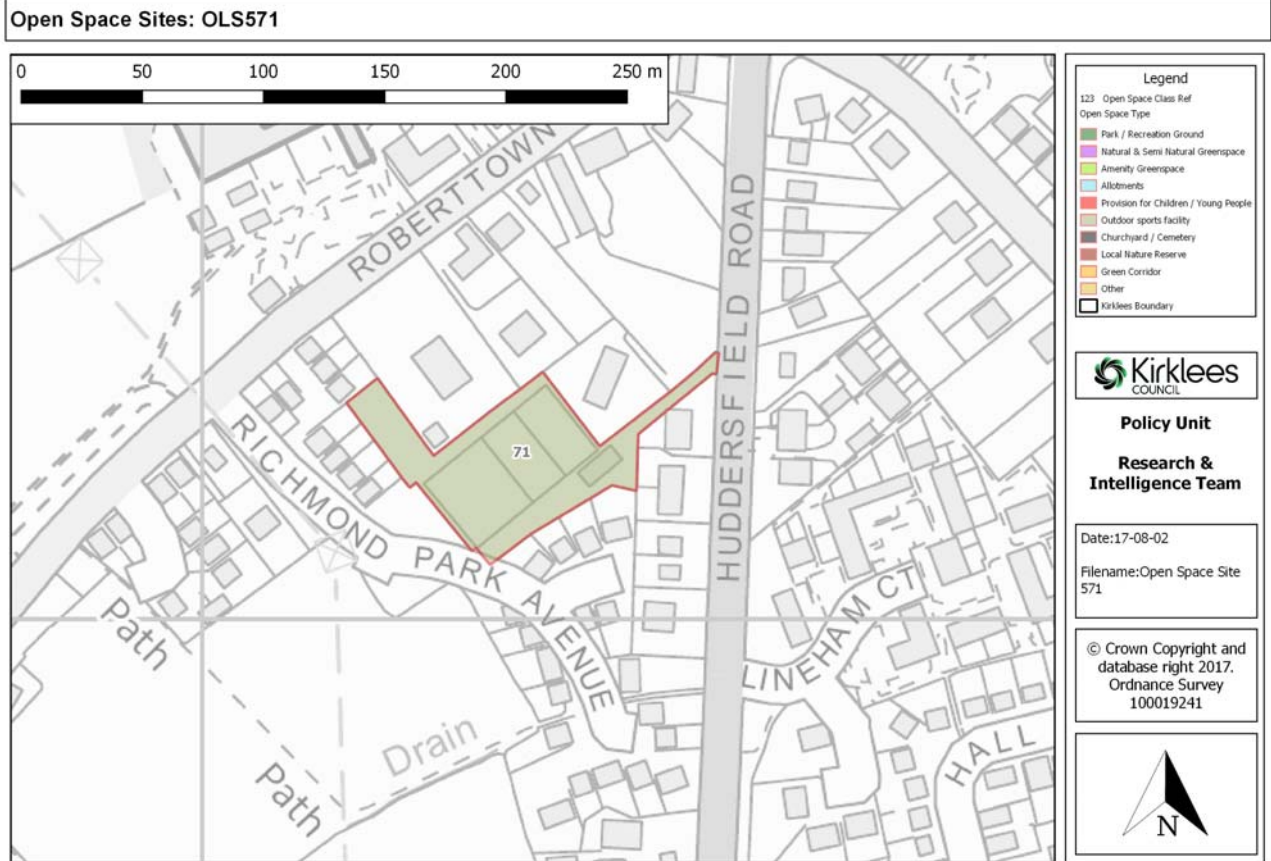 Open Space Sites: OLS571
0 50 100 150 200 250 m
ROBERTTOWN
HUDDERSFIELD ROAD
71
RICHMOND PARK AVENUE
LINEHAM CT
Path
Drain
Path
HALL
Legend
123 Open Space Class Ref
Open Space Type
Park / Recreation Ground
Natural & Semi Natural Greenspace
Amenity Greenspace
Allotments
Provision for Children / Young People
Outdoor sports facility
Churchyard / Cemetery
Local Nature Reserve
Green Corridor
Other
Kirklees Boundary
Kirklees
COUNCIL
Policy Unit
Research &
Intelligence Team
Date:17-08-02
Filename:Open Space Site
571
© Crown Copyright and
database right 2017.
Ordnance Survey
100019241
N